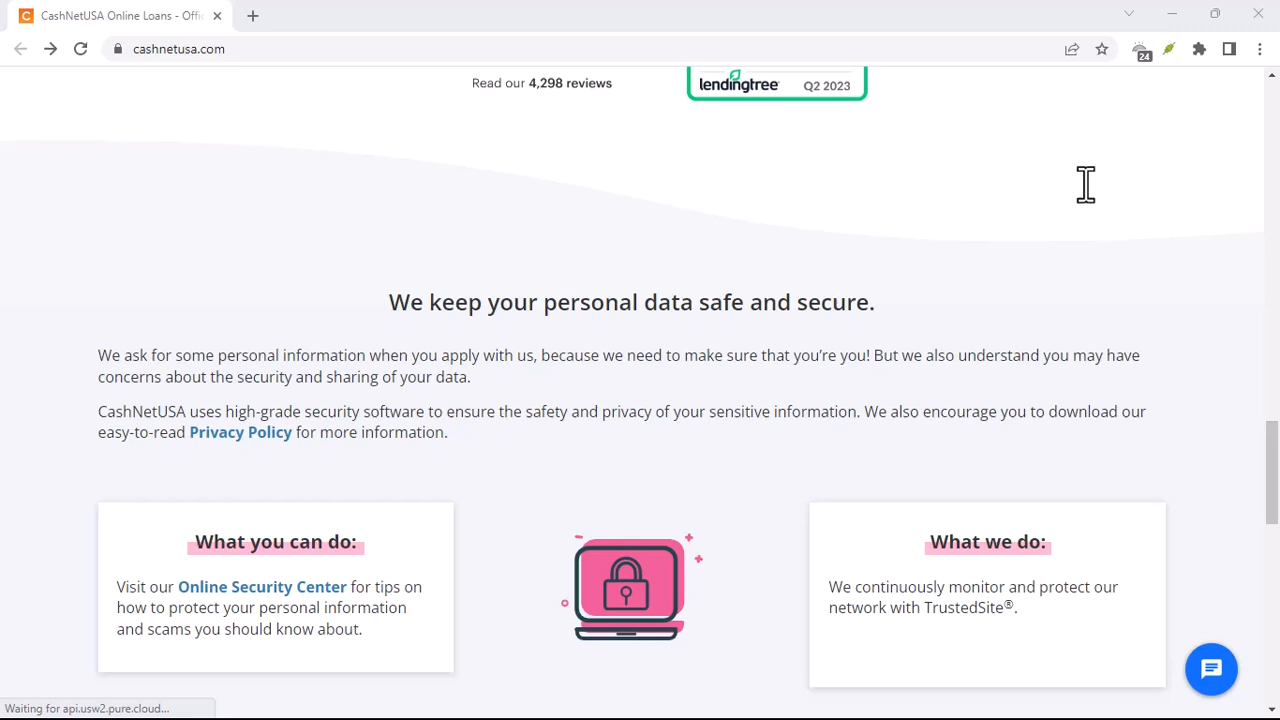 CashNetUSA Online Loans - Offi
cashnetusa.com
24
Read our 4,298 reviews
lendingtree Q2 2023
We keep your personal data safe and secure.
We ask for some personal information when you apply with us, because we need to make sure that you’re you! But we also understand you may have
concerns about the security and sharing of your data.
CashNetUSA uses high-grade security software to ensure the safety and privacy of your sensitive information. We also encourage you to download our
easy-to-read Privacy Policy for more information.
What you can do:
Visit our Online Security Center for tips on
how to protect your personal information
and scams you should know about.
What we do:
We continuously monitor and protect our
network with TrustedSite®.
Waiting for api.usw2.pure.cloud...